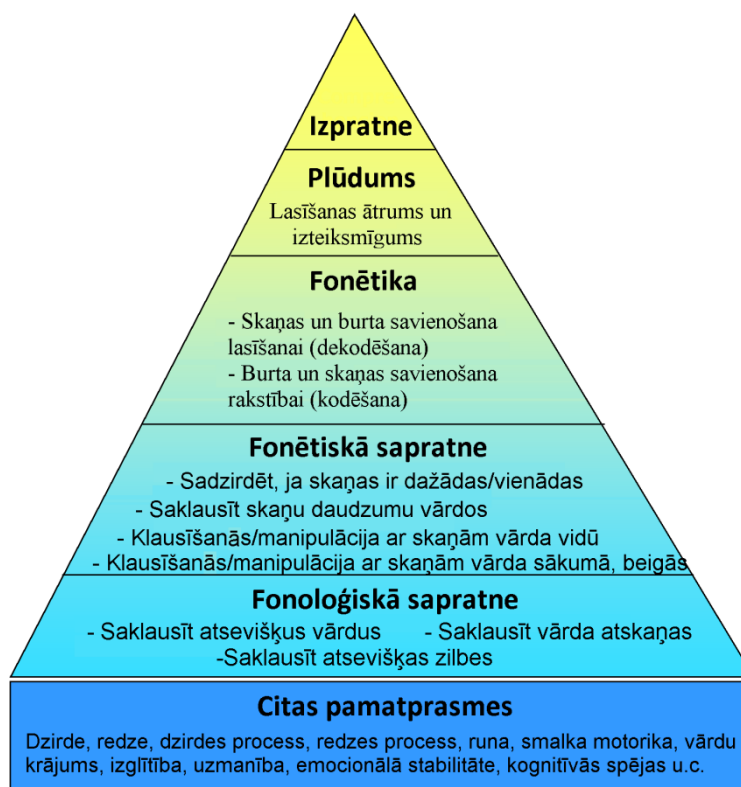 Izpratne
Plūdums
Lasīšanas ātrums un
izteiksmīgums
Fonētika
- Skaņas un burta savienošana
lasīšanai (dekodēšana)
- Burta un skaņas savienošana
rakstībai (kodēšana)
Fonētiskā sapratne
- Sadzirdēt, ja skaņas ir dažādas/vienādas
- Saklausīt skaņu daudzumu vārdos
- Klausīšanās/manipulācija ar skaņām vārda vidū
- Klausīšanās/manipulācija ar skaņām vārda sākumā, beigās
Fonoloģiskā sapratne
- Saklausīt atsevišķus vārdus - Saklausīt vārda atskaņas
-Saklausīt atsevišķas zilbes
Citas pamatprasmes
Dzirde, redze, dzirdes process, redzes process, runa, smalka motorika, vārdu
krājums, izglītība, uzmanība, emocionālā stabilitāte, kognitīvās spējas u.c.